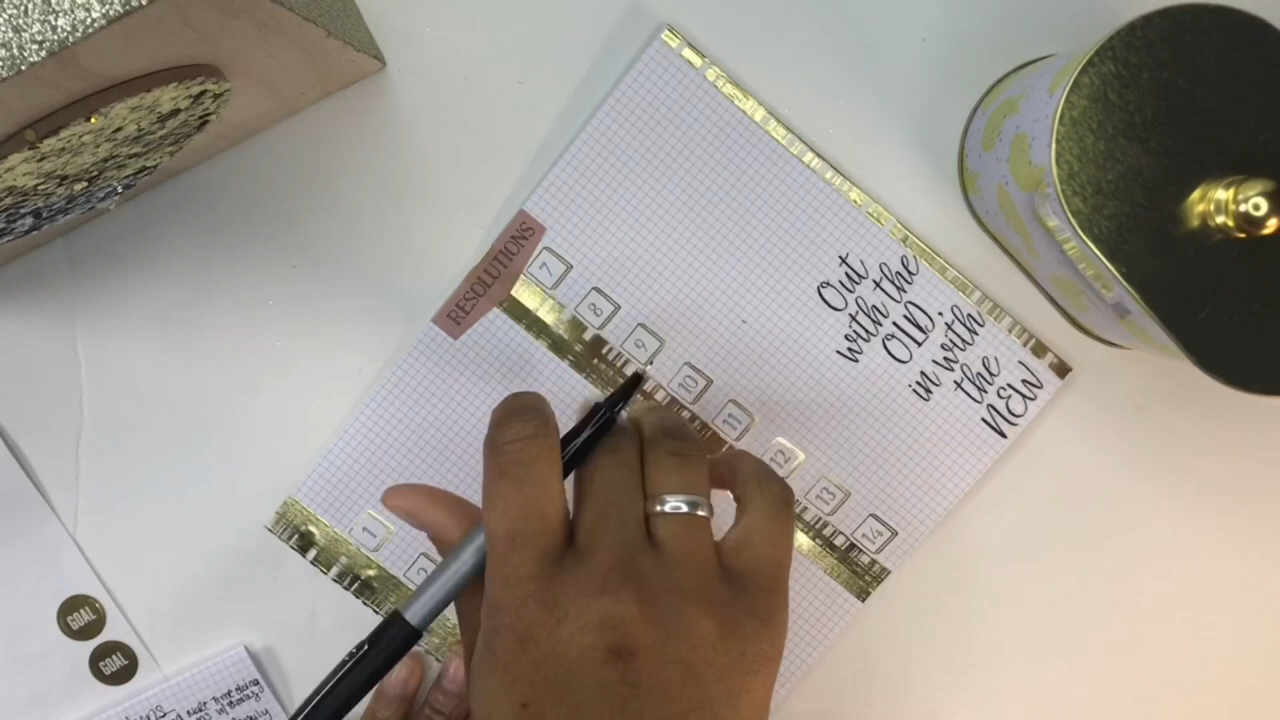 RESOLUTIONS
7
8
9
10
11
12
13
14
Out
with the
OLD
in with
the
NEW
1
2
GOAL
GOAL